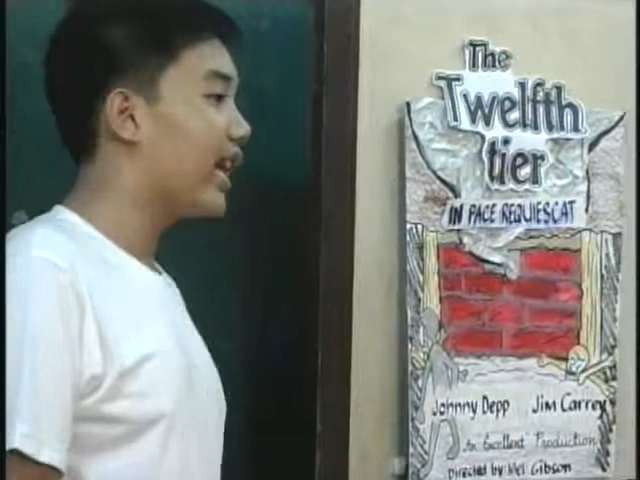 The
Twelfth
tier
IN PACE REQUIESCAT
Johnny Depp Jim Carrey
An Excellent Production
Directed by: Mel Gibson